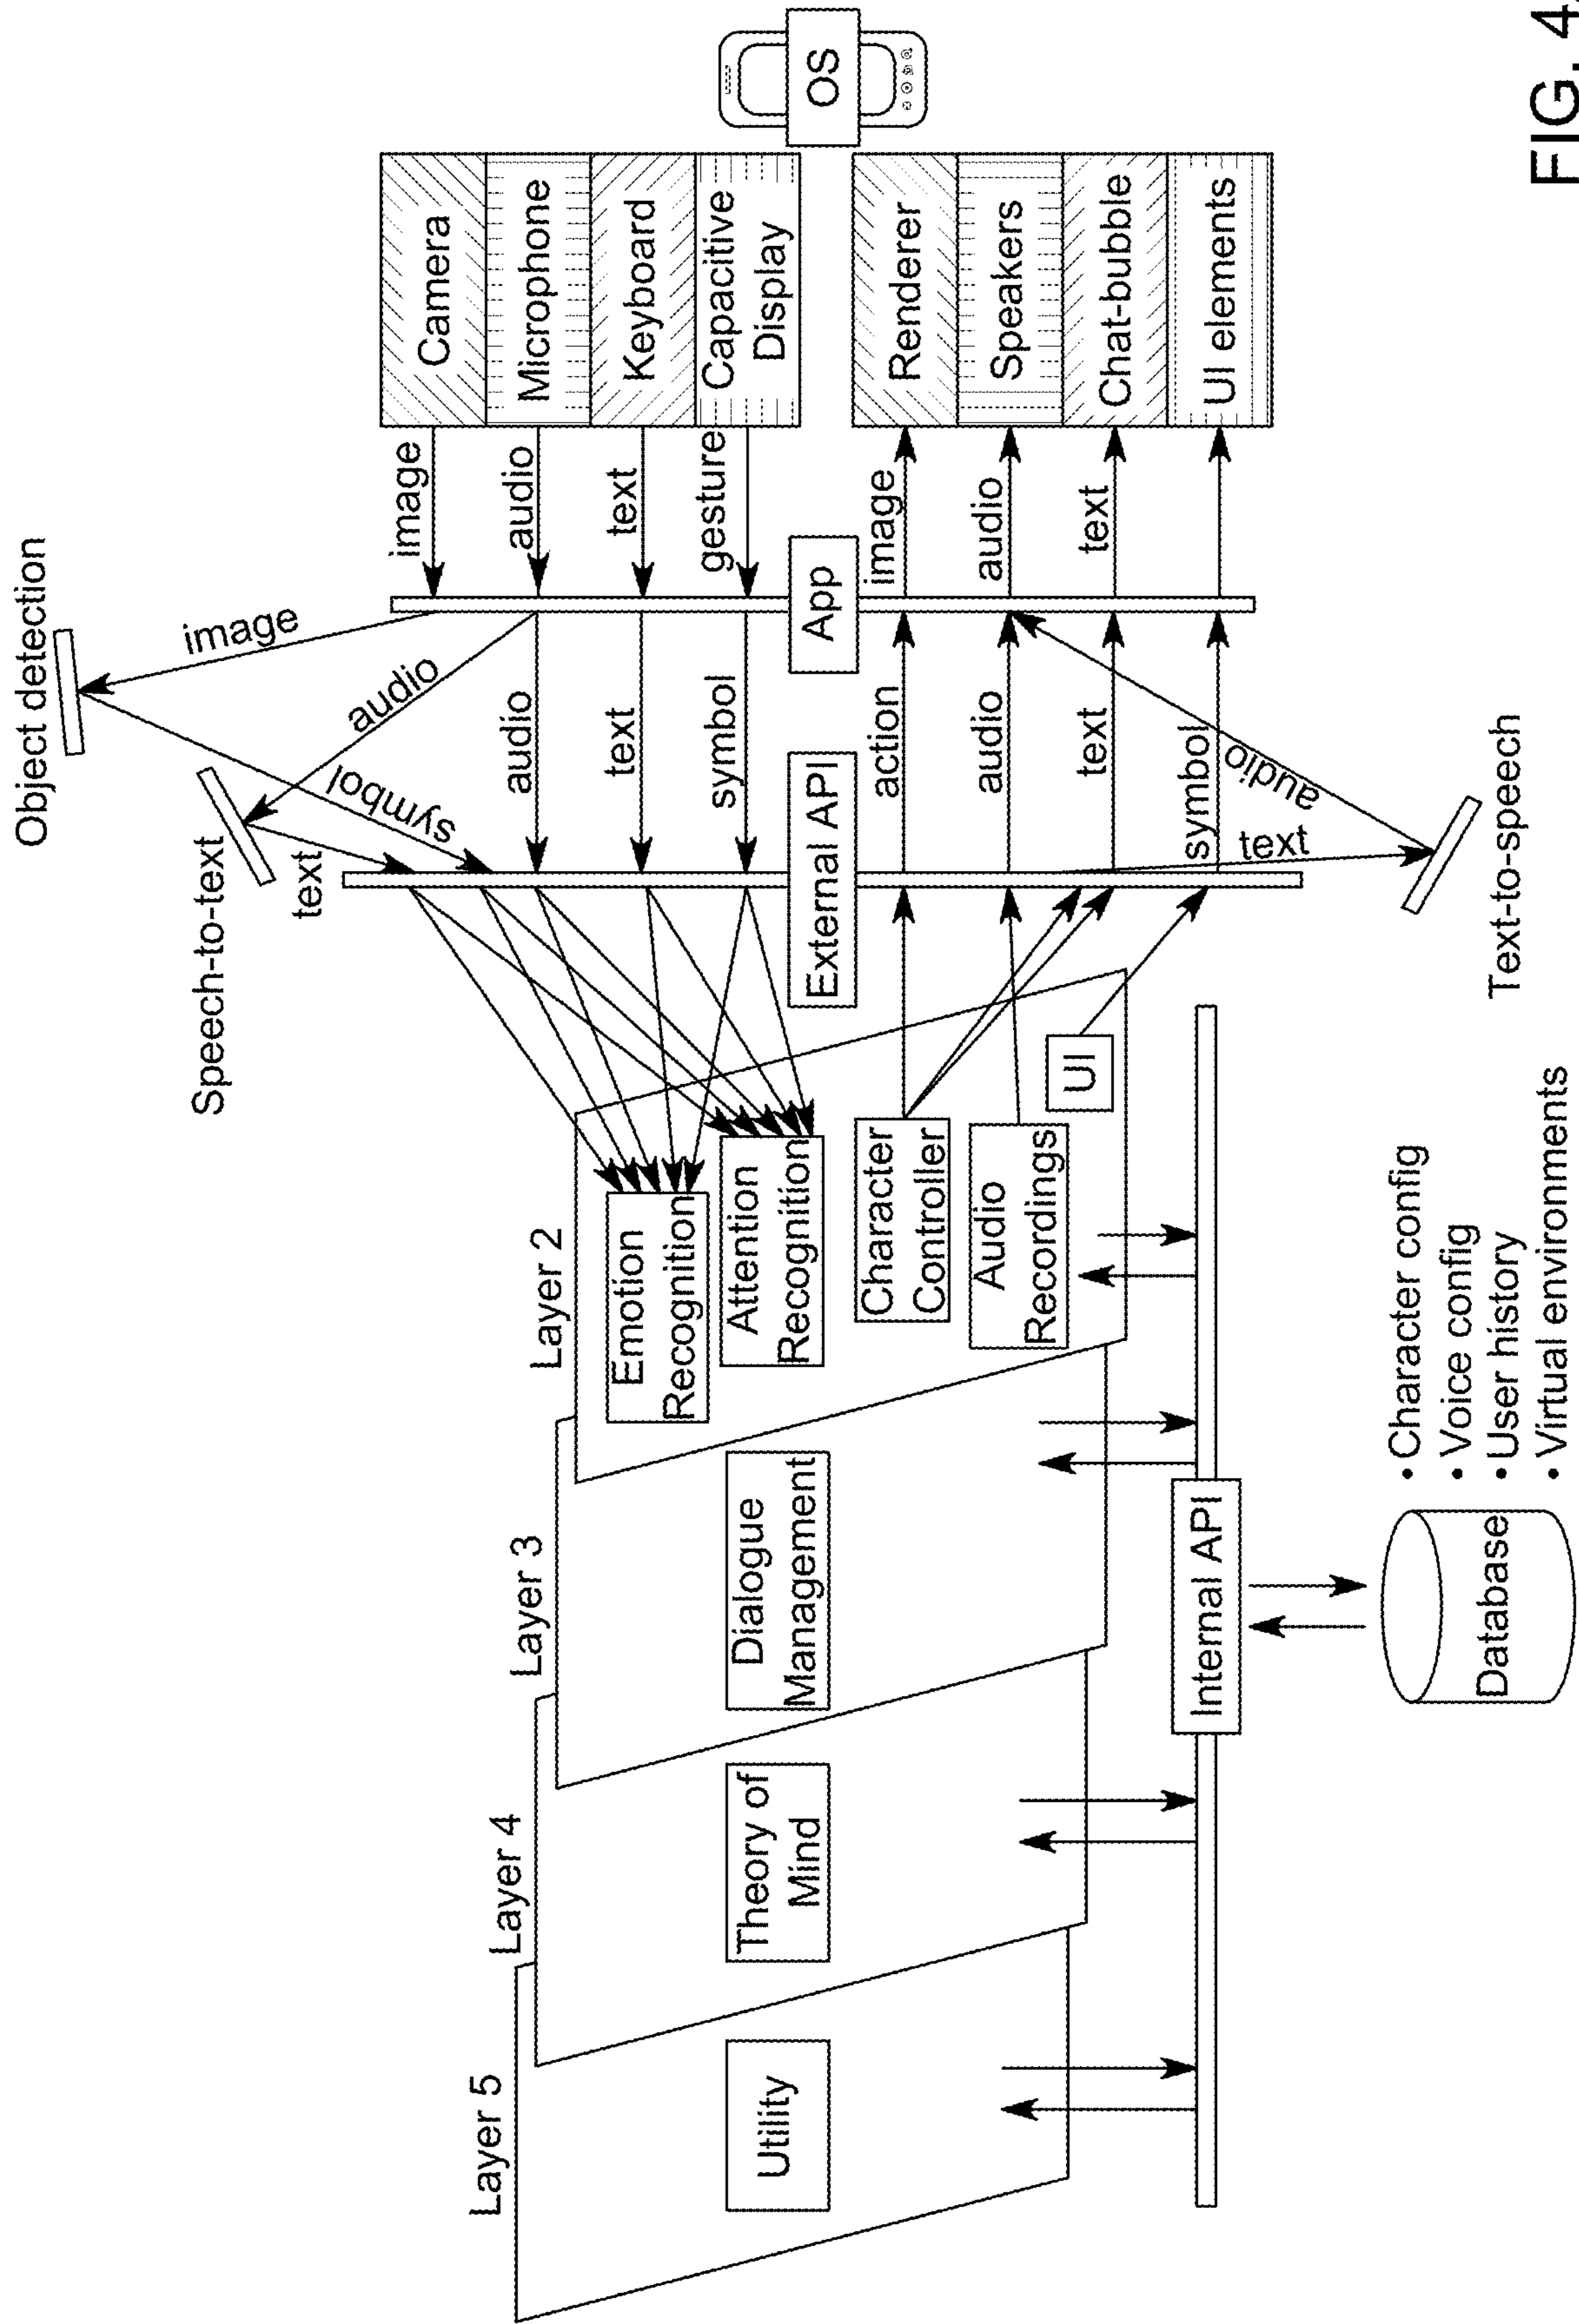 Object detection
Speech-to-text
image
audio
symbol
text
image
audio
text
gesture
Camera
Microphone
Keyboard
Capacitive
Display
OS
audio
text
symbol
External API
App
action
audio
text
symbol
audio
text
image
audio
text
Renderer
Speakers
Chat-bubble
UI elements
Text-to-speech
Layer 5
Utility
Layer 4
Theory of
Mind
Layer 3
Dialogue
Management
Layer 2
Emotion
Recognition
Attention
Recognition
Character
Controller
Audio
Recordings
UI
Internal API
Database
• Character config
• Voice config
• User history
• Virtual environments